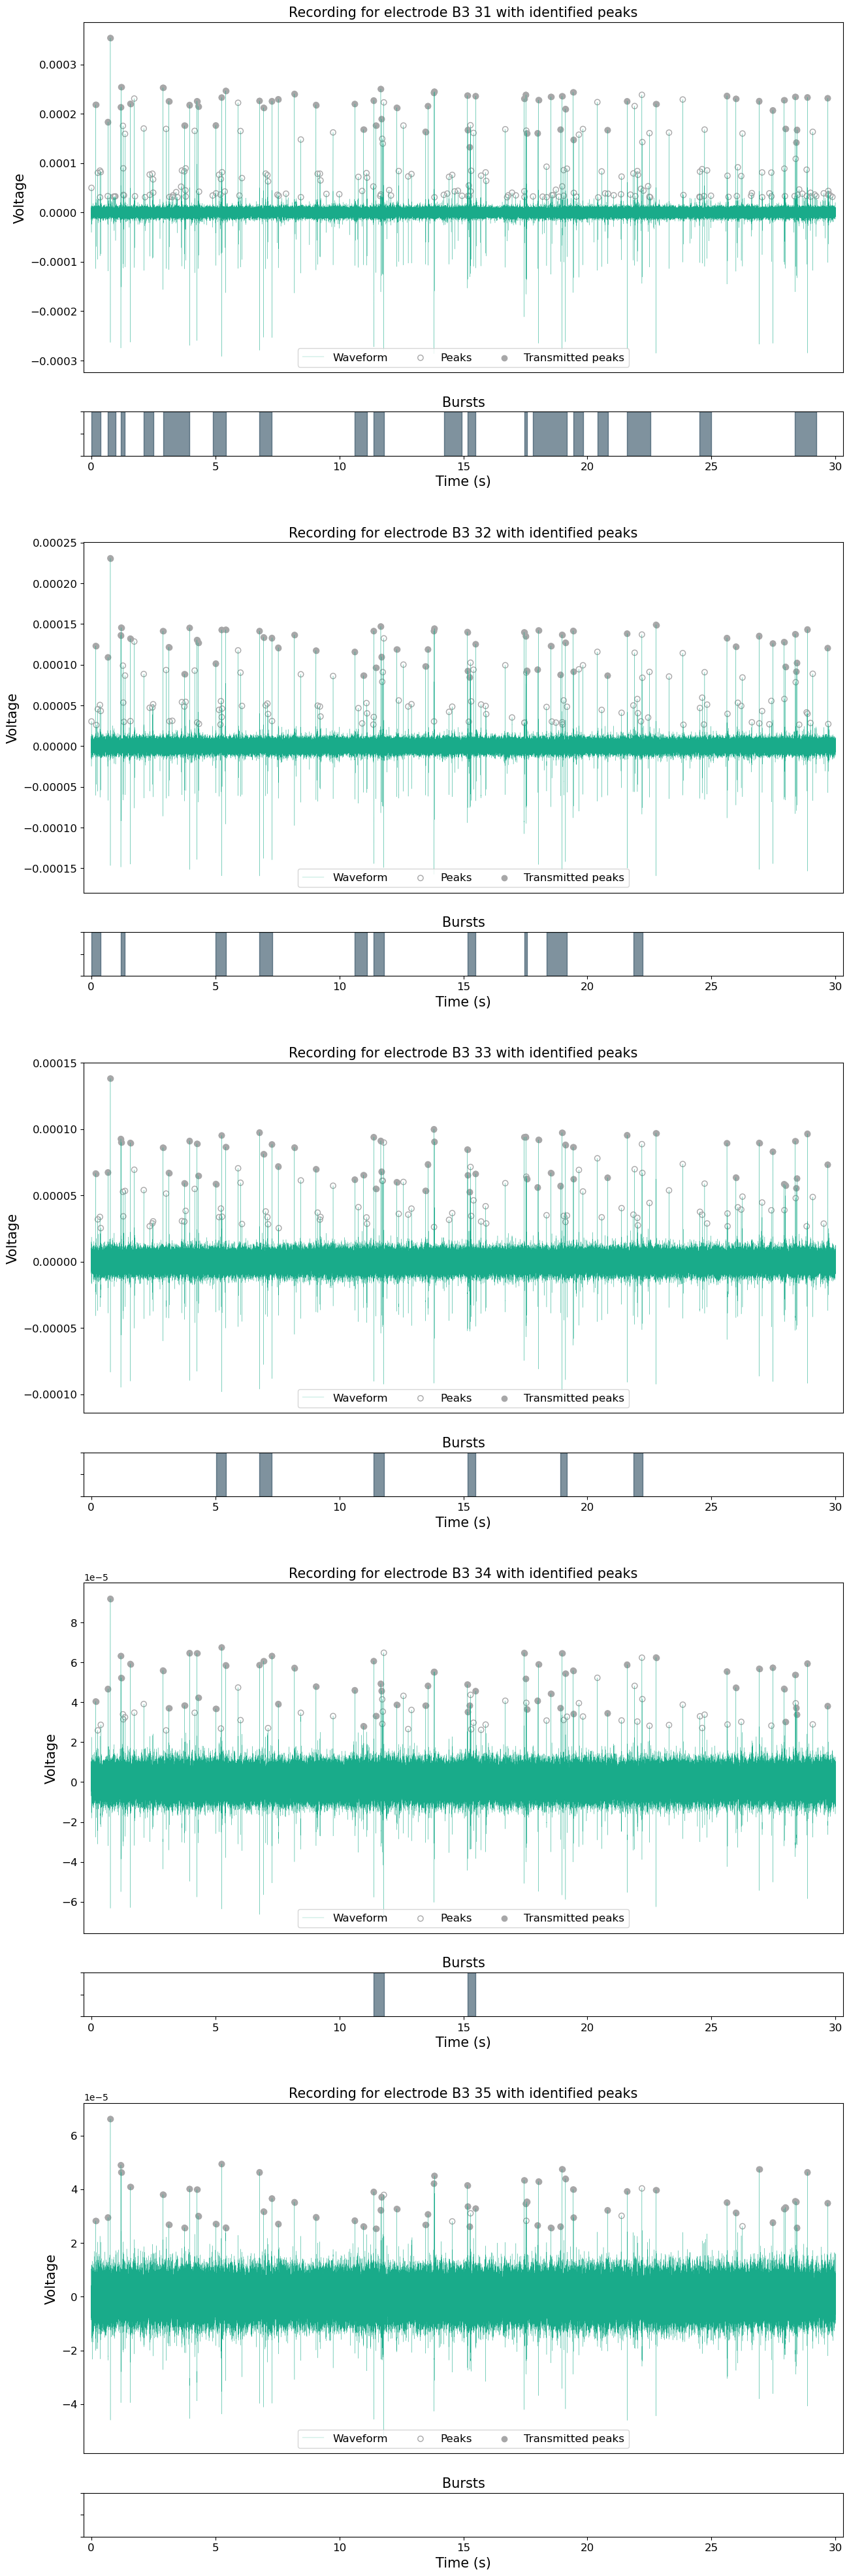 Recording for electrode B3 31 with identified peaks
0.0003
0.0002
0.0001
0.0000
−0.0001
−0.0002
−0.0003
Voltage
Waveform Peaks Transmitted peaks
Bursts
0 5 10 15 20 25 30
Time (s)
Recording for electrode B3 32 with identified peaks
0.00025
0.00020
0.00015
0.00010
0.00005
0.00000
−0.00005
−0.00010
−0.00015
Voltage
Waveform Peaks Transmitted peaks
Bursts
0 5 10 15 20 25 30
Time (s)
Recording for electrode B3 33 with identified peaks
0.00015
0.00010
0.00005
0.00000
−0.00005
−0.00010
Voltage
Waveform Peaks Transmitted peaks
Bursts
0 5 10 15 20 25 30
Time (s)
Recording for electrode B3 34 with identified peaks
1e−5
8
6
4
2
0
−2
−4
−6
Voltage
Waveform Peaks Transmitted peaks
Bursts
0 5 10 15 20 25 30
Time (s)
Recording for electrode B3 35 with identified peaks
1e−5
6
4
2
0
−2
−4
Voltage
Waveform Peaks Transmitted peaks
Bursts
0 5 10 15 20 25 30
Time (s)